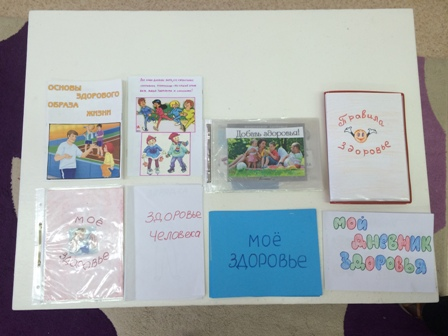 ОСНОВЫ
ЗДОРОВОГО
ОБРАЗА
ЖИЗНИ
Добавь здоровья!
Правила
Здоровье
МОЁ
здоровье
ЗДОРОВЬЕ
человека
МОЁ
ЗДОРОВЬЕ
МОЙ
ДНЕВНИК
ЗДОРОВЬЯ